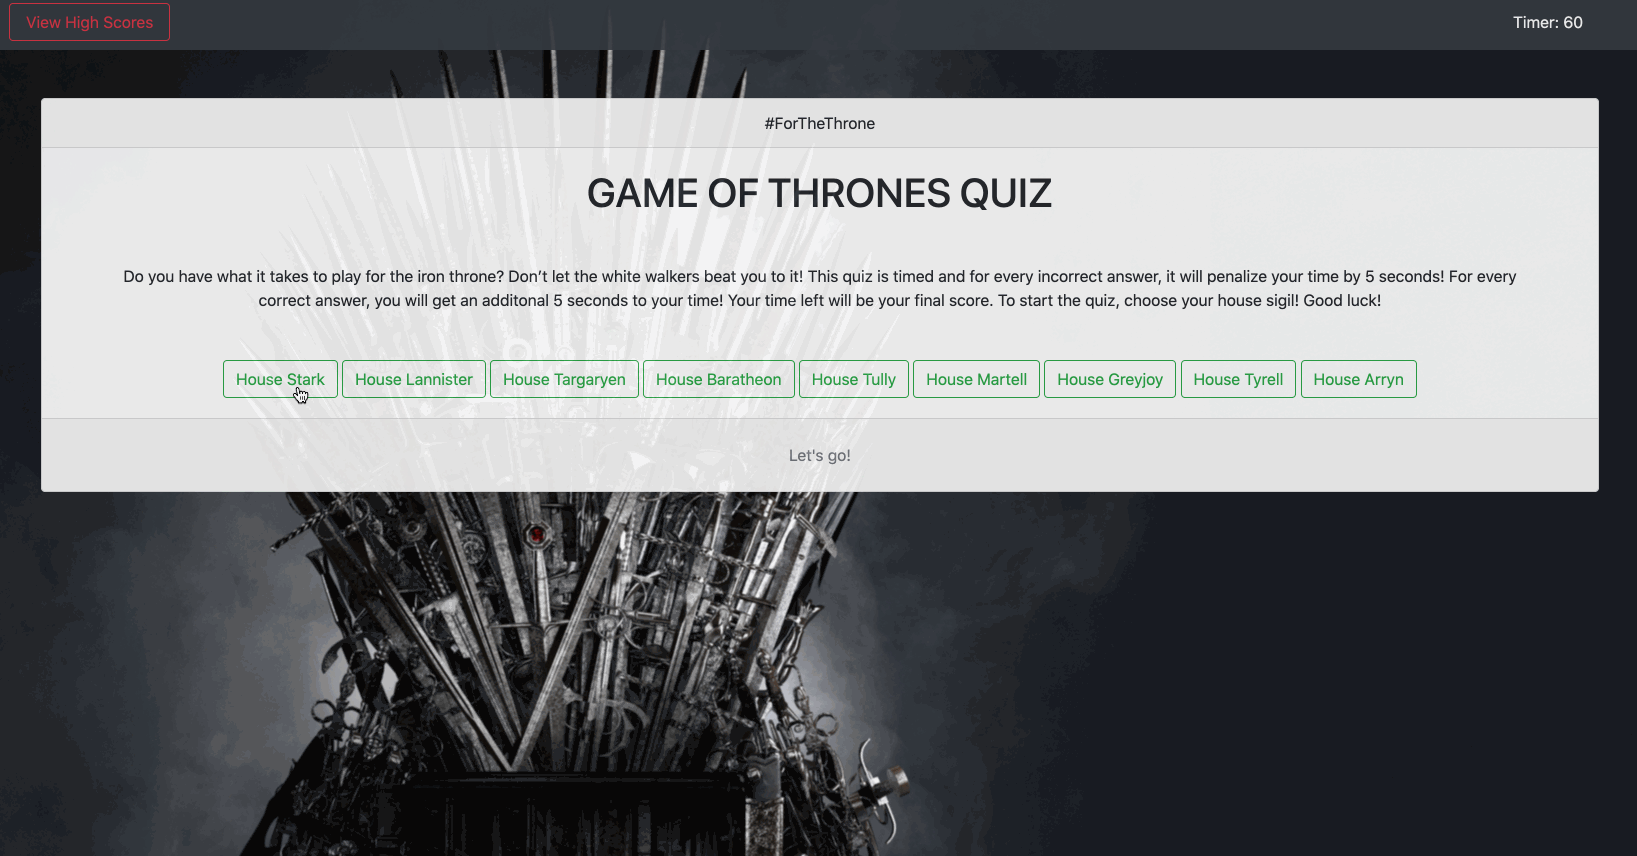 View High Scores
Timer: 60
#ForTheThrone
GAME OF THRONES QUIZ
Do you have what it takes to play for the iron throne? Don’t let the white walkers beat you to it! This quiz is timed and for every incorrect answer, it will penalize your time by 5 seconds! For every
correct answer, you will get an additonal 5 seconds to your time! Your time left will be your final score. To start the quiz, choose your house sigil! Good luck!
House Stark House Lannister House Targaryen House Baratheon House Tully House Martell House Greyjoy House Tyrell House Arryn
Let's go!